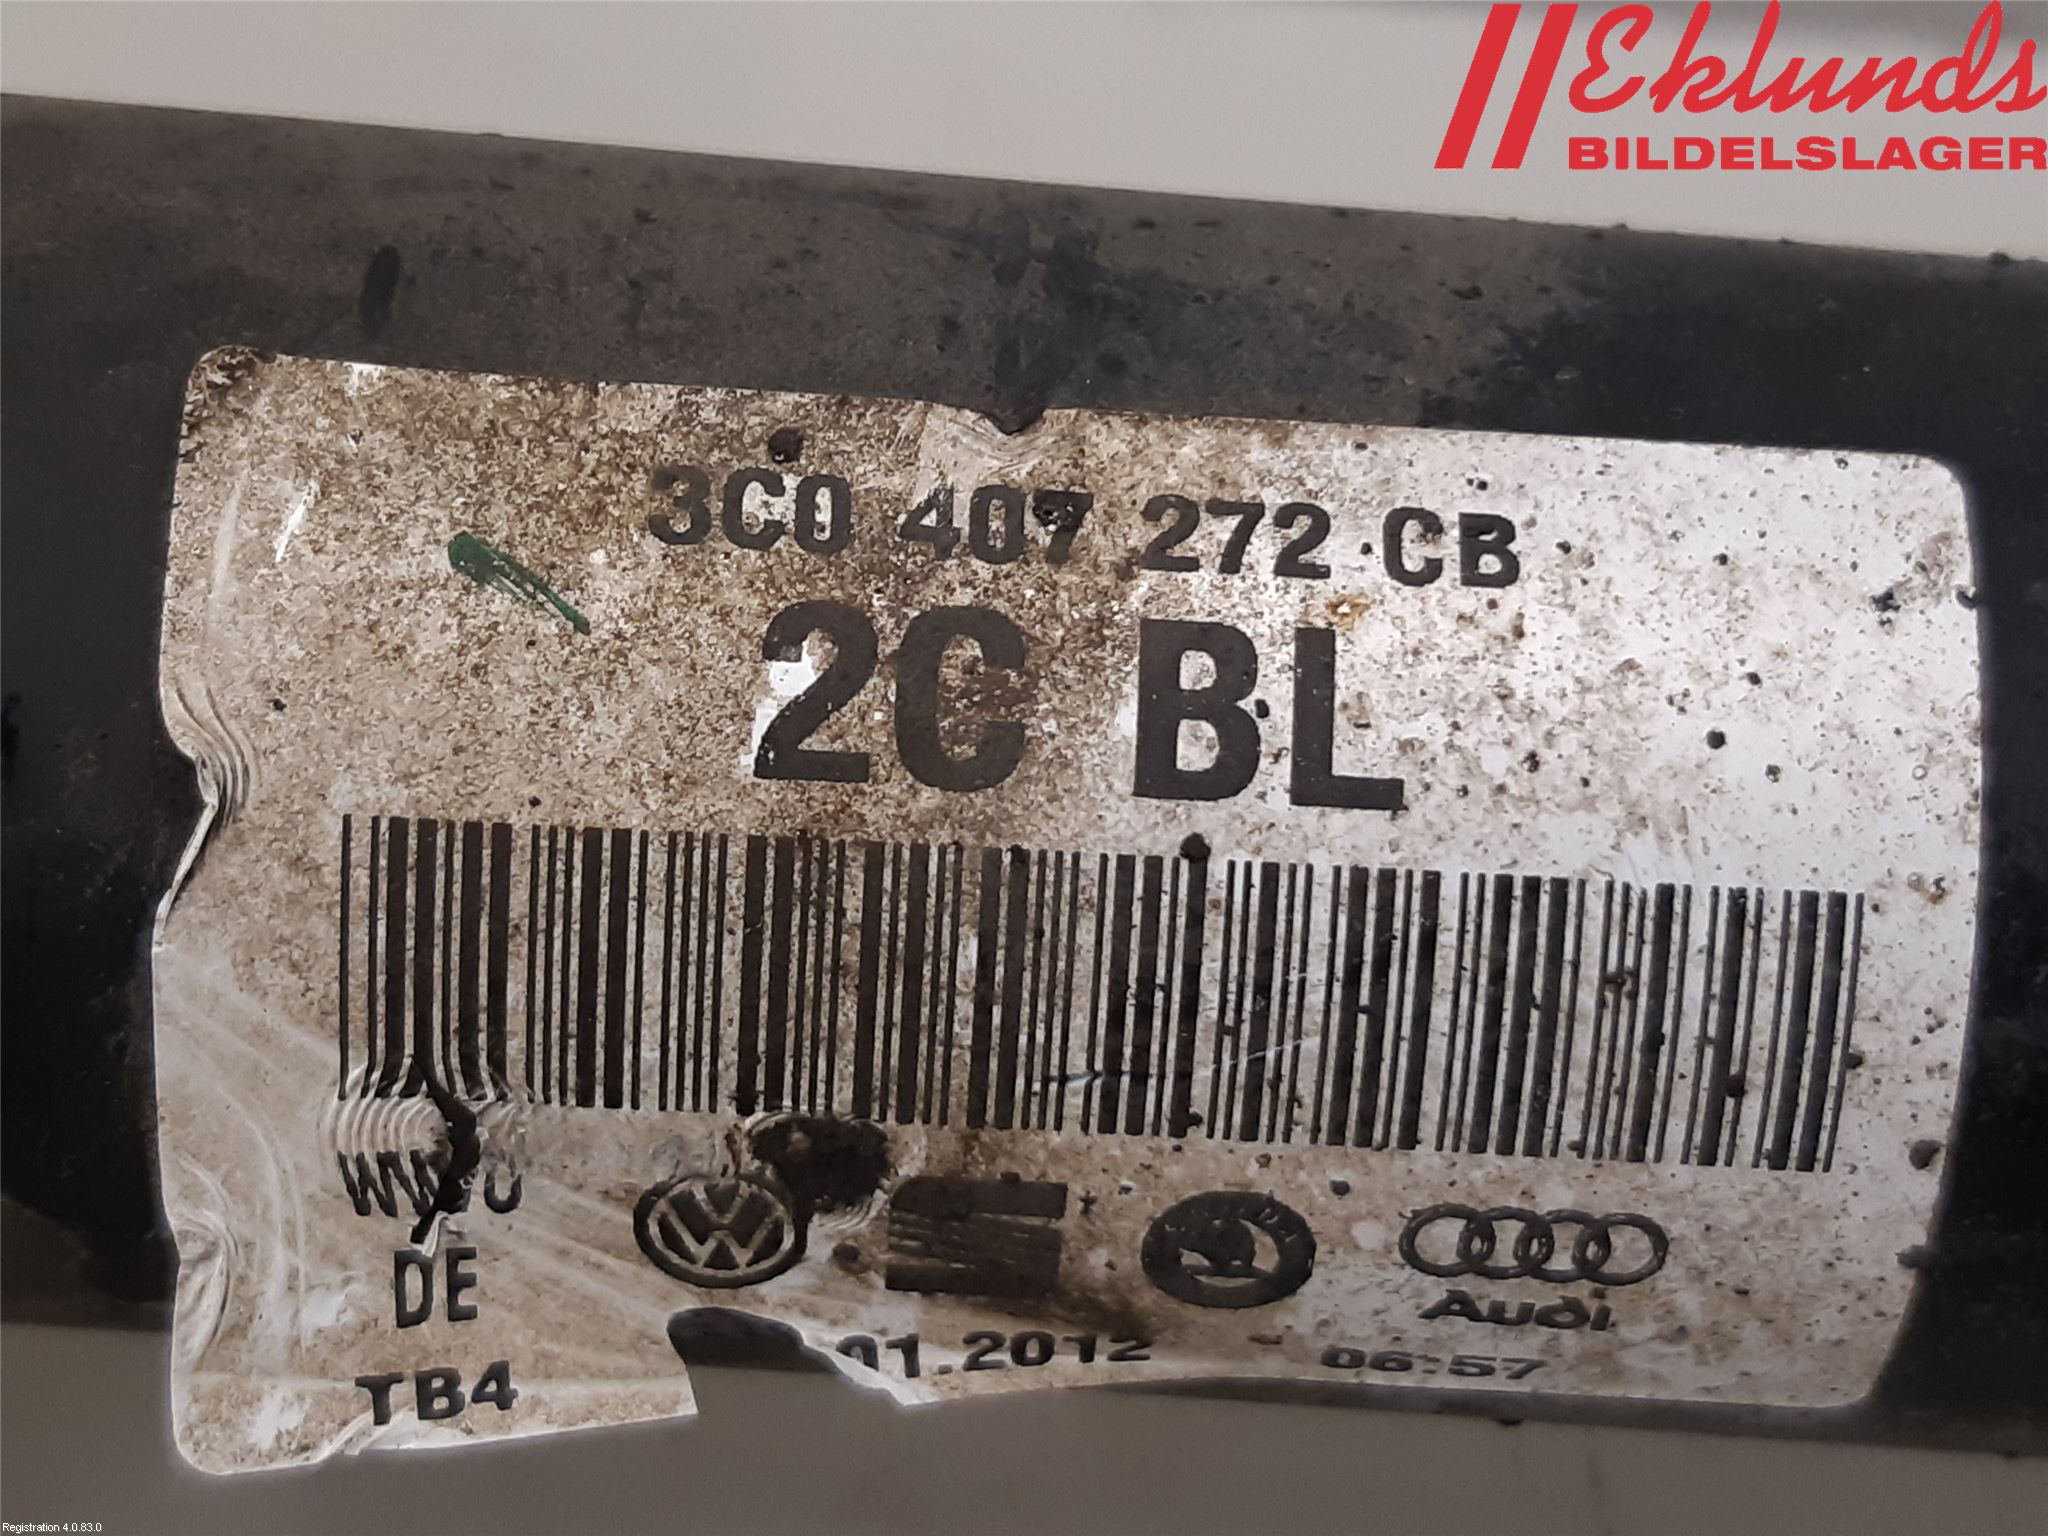 Eklunds
BILDELSLAGER
3C0 407 272 CB
2C BL
DE
TB4
Audi
01.2012 06:57
Registration 4.0.83.0